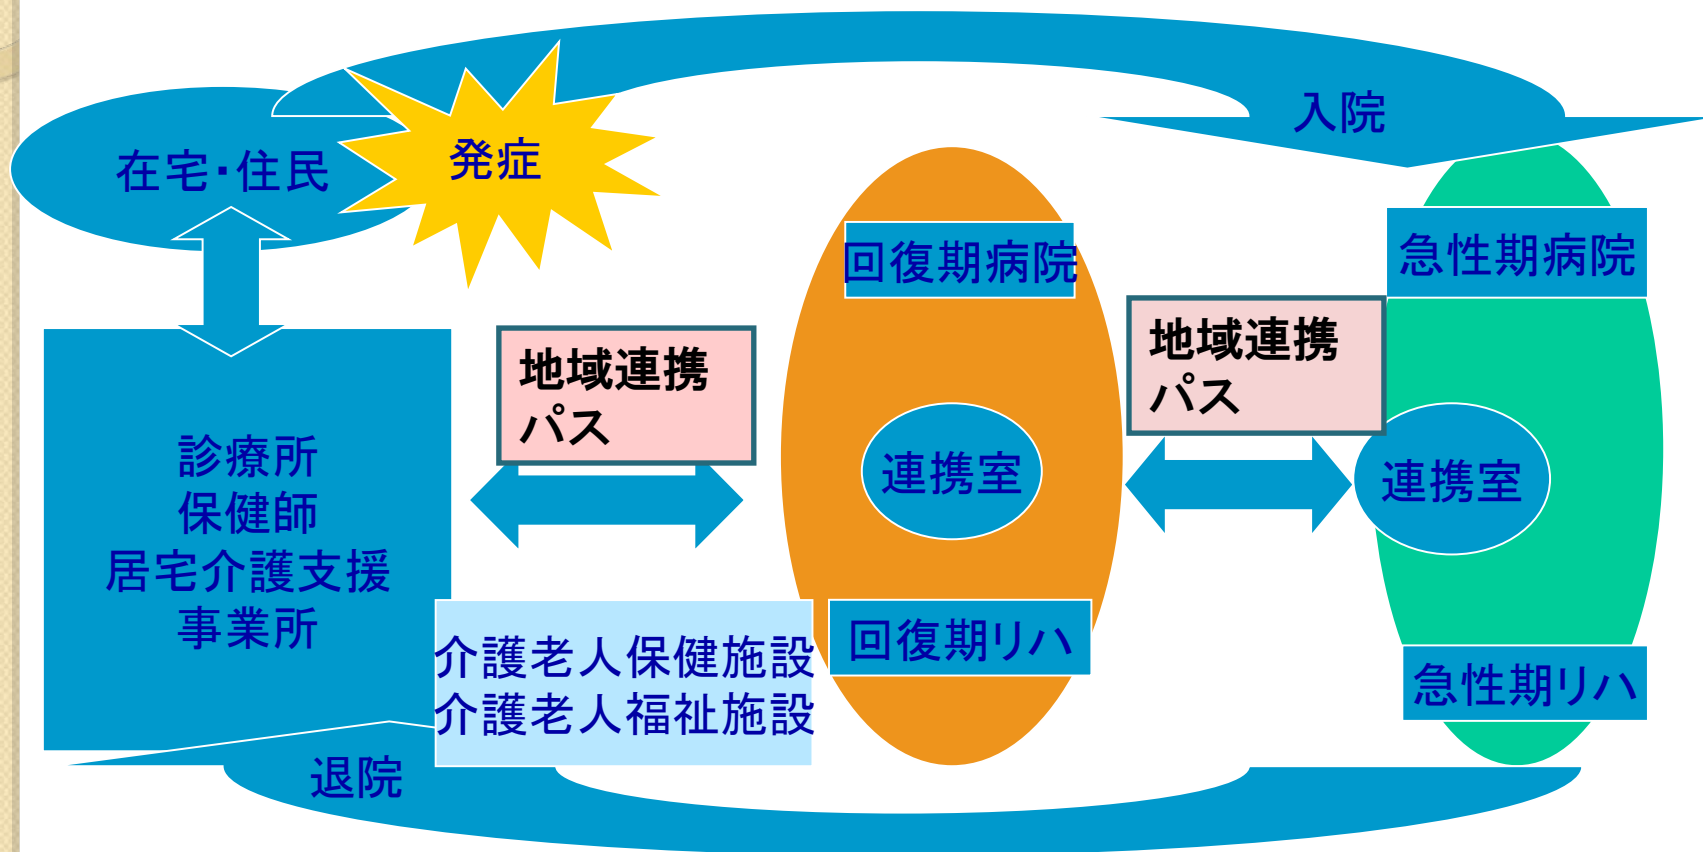 入院
在宅・住民
発症
回復期病院
急性期病院
地域連携
パス
地域連携
パス
診療所
保健師
居宅介護支援
事業所
連携室
連携室
介護老人保健施設
介護老人福祉施設
回復期リハ
急性期リハ
退院